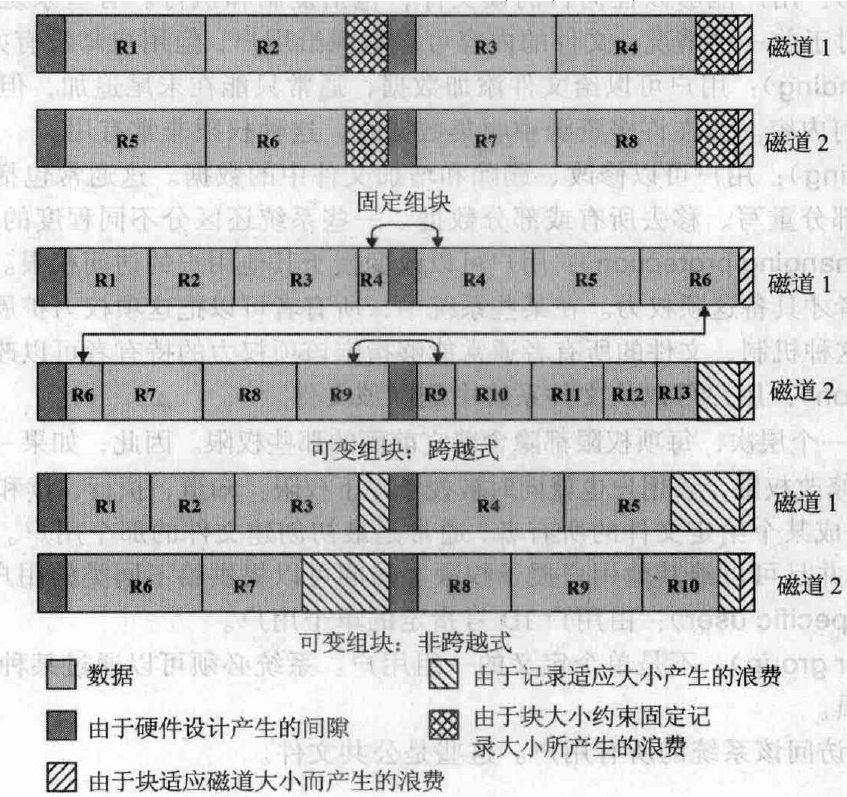 R1 R2 R3 R4 磁道 1
R5 R6 R7 R8 磁道 2
固定组块
R1 R2 R3 R4 R4 R5 R6 磁道 1
R6 R7 R8 R9 R9 R10 R11 R12 R13 磁道 2
可变组块：跨越式
R1 R2 R3 R4 R5 磁道 1
R6 R7 R8 R9 R10 磁道 2
可变组块：非跨越式
数据
由于硬件设计产生的间隙
由于块适应磁道大小而产生的浪费
由于记录适应大小产生的浪费
由于块大小约束固定记
录大小所产生的浪费